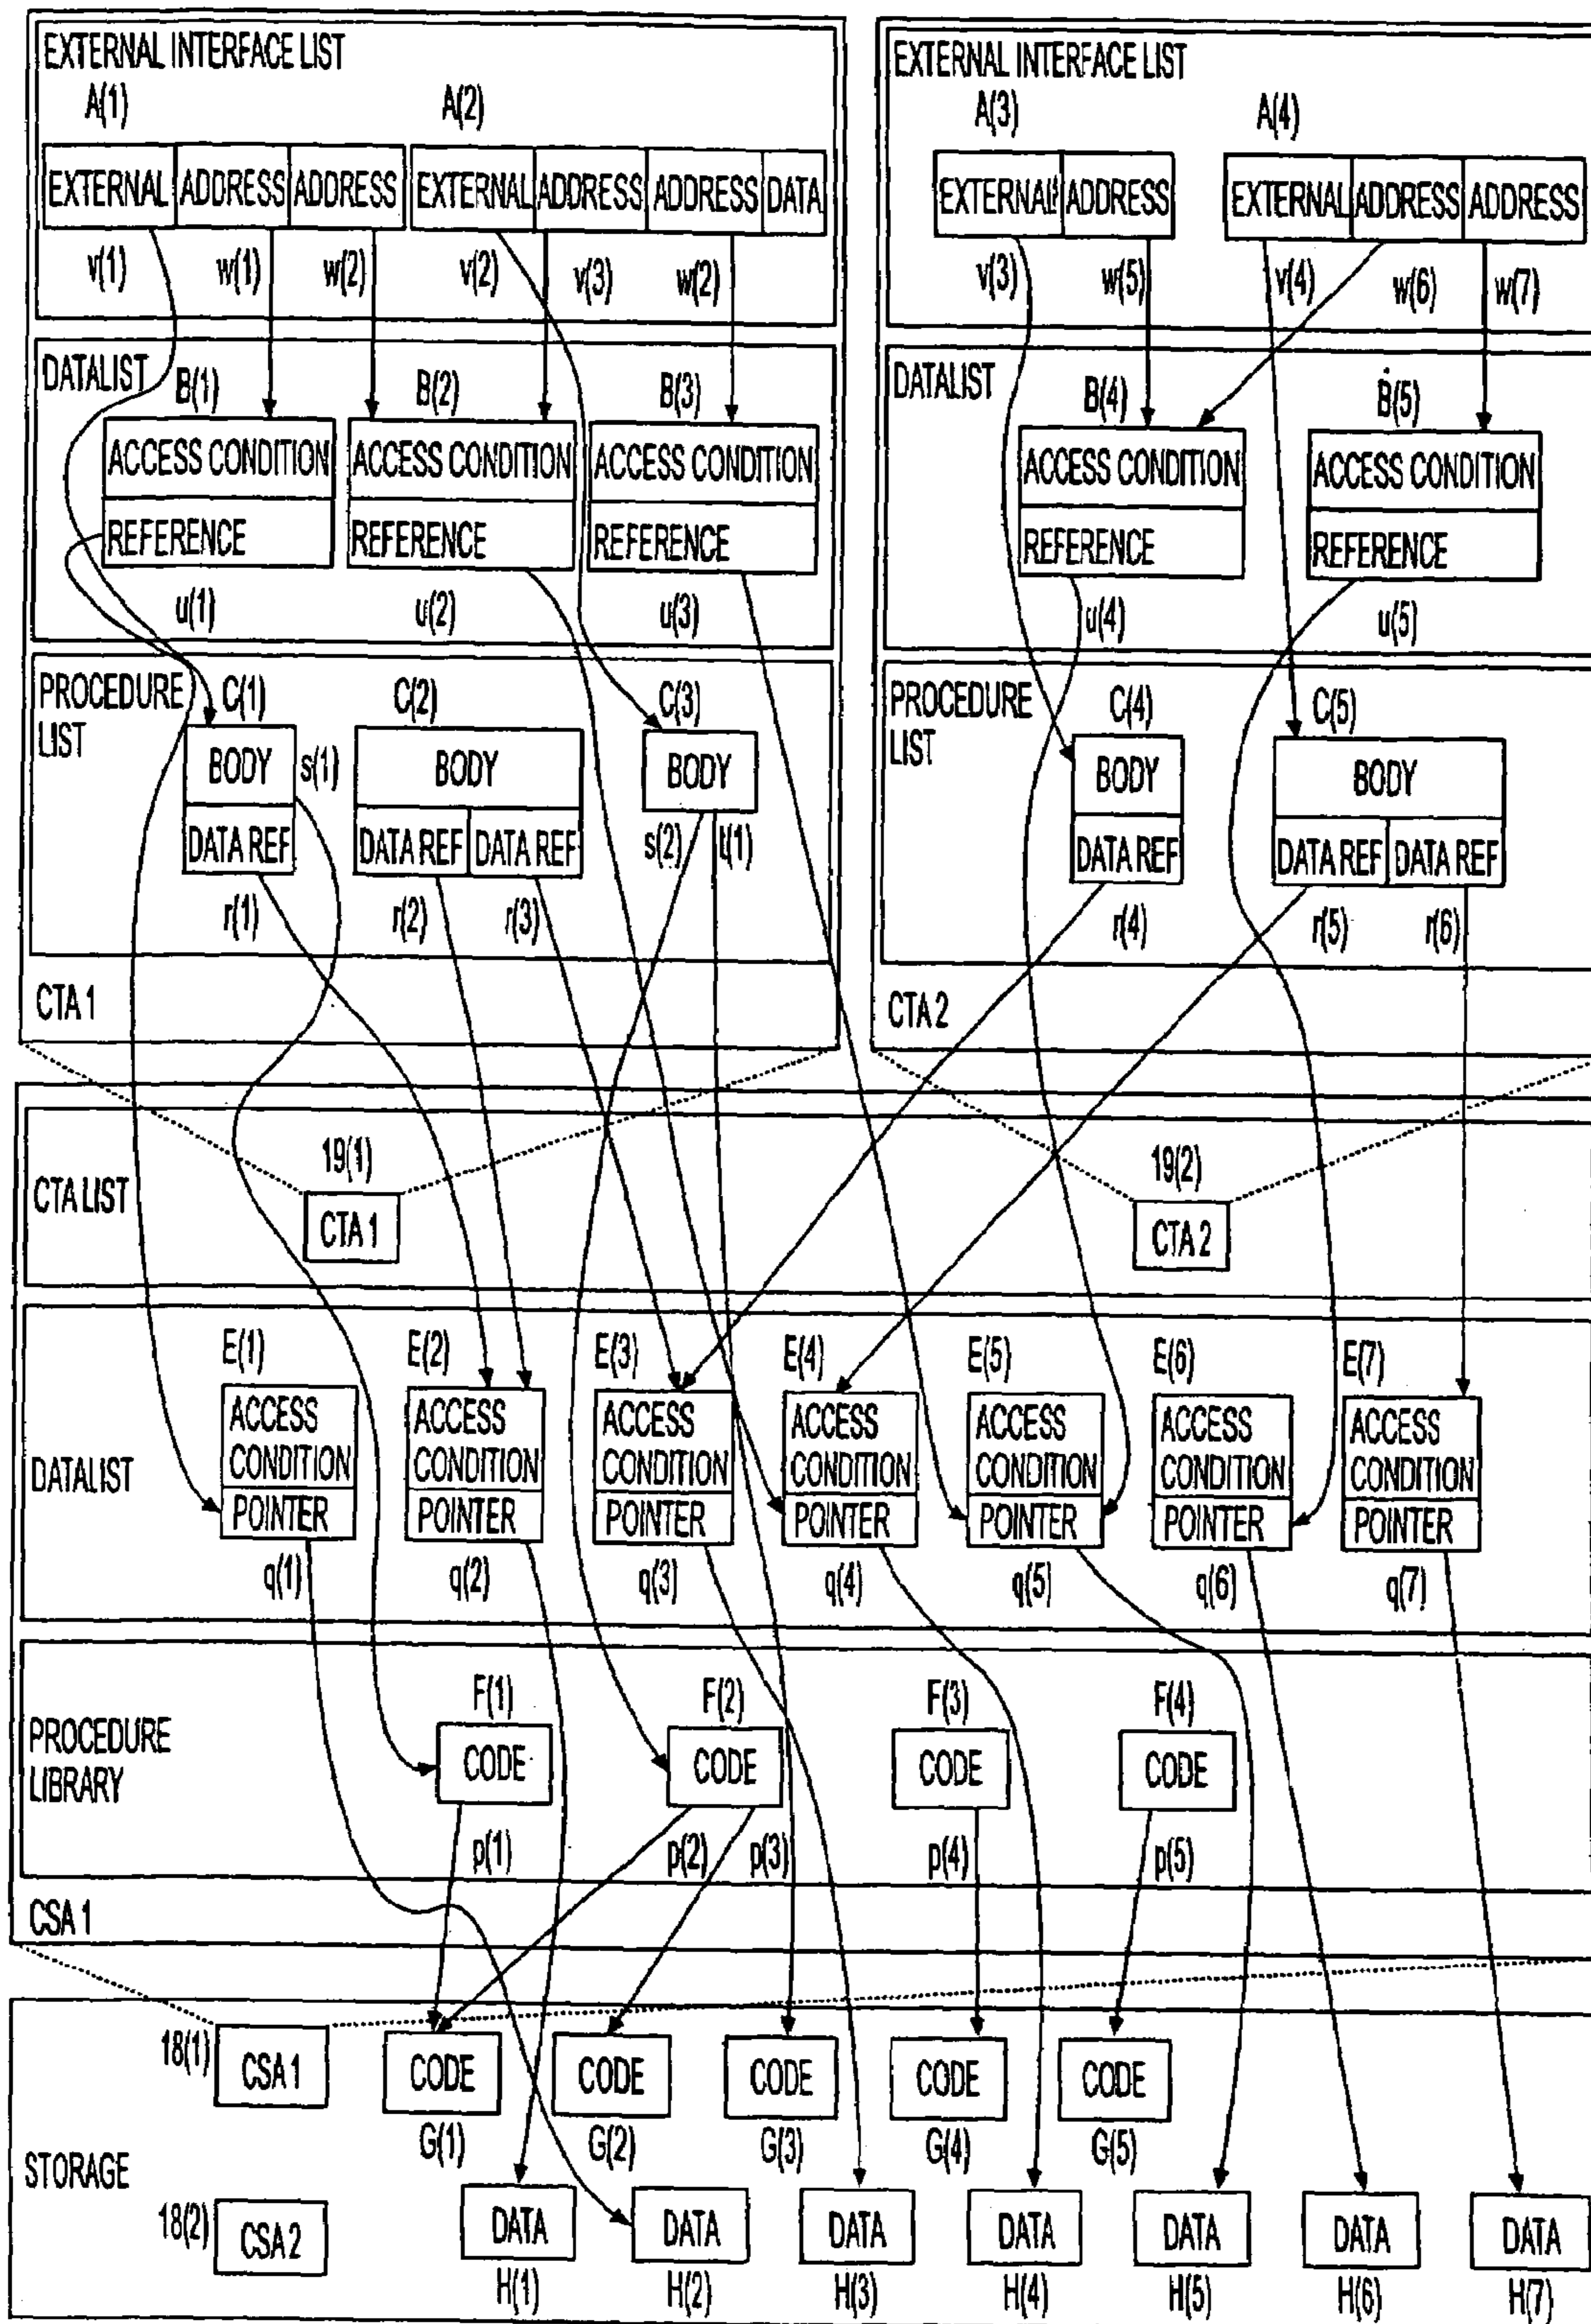 EXTERNAL INTERFACE LIST
A(1) A(2)
EXTERNAL ADDRESS ADDRESS EXTERNAL ADDRESS ADDRESS DATA
v(1) w(1) w(2) v(2) v(3) w(2)
DATALIST
B(1) B(2) B(3)
ACCESS CONDITION ACCESS CONDITION ACCESS CONDITION
REFERENCE REFERENCE REFERENCE
u(1) u(2) u(3)
PROCEDURE
LIST
C(1) C(2) C(3)
BODY s(1) BODY BODY
DATA REF DATA REF DATA REF s(2) t(1)
r(1) r(2) r(3)
CTA 1
EXTERNAL INTERFACE LIST
A(3) A(4)
EXTERNAL ADDRESS EXTERNAL ADDRESS ADDRESS
v(3) w(5) v(4) w(6) w(7)
DATALIST
B(4) B(5)
ACCESS CONDITION ACCESS CONDITION
REFERENCE REFERENCE
u(4) u(5)
PROCEDURE
LIST
C(4) C(5)
BODY BODY
DATA REF DATA REF DATA REF
r(4) r(5) r(6)
CTA 2
CTA LIST
19(1) 19(2)
CTA 1 CTA 2
DATALIST
E(1) E(2) E(3) E(4) E(5) E(6) E(7)
ACCESS ACCESS ACCESS ACCESS ACCESS ACCESS ACCESS
CONDITION CONDITION CONDITION CONDITION CONDITION CONDITION CONDITION
POINTER POINTER POINTER POINTER POINTER POINTER POINTER
q(1) q(2) q(3) q(4) q(5) q(6) q(7)
PROCEDURE
LIBRARY
F(1) F(2) F(3) F(4)
CODE CODE CODE CODE
p(1) p(2) p(3) p(4) p(5)
CSA 1
STORAGE
18(1) CSA 1 CODE CODE CODE CODE CODE
G(1) G(2) G(3) G(4) G(5)
18(2) CSA 2 DATA DATA DATA DATA DATA DATA DATA
H(1) H(2) H(3) H(4) H(5) H(6) H(7)